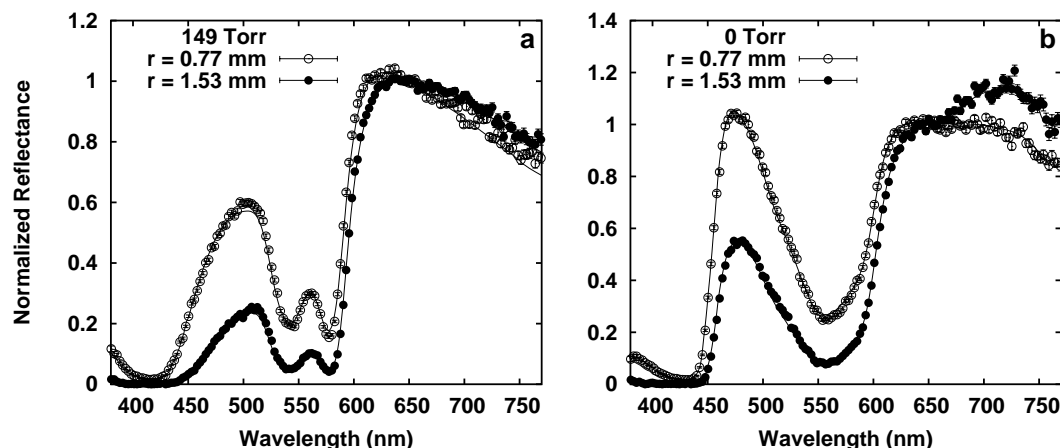 149 Torr
r = 0.77 mm
r = 1.53 mm
a
1.2
1
0.8
0.6
0.4
0.2
0
400 450 500 550 600 650 700 750
Wavelength (nm)
Normalized Reflectance
0 Torr
r = 0.77 mm
r = 1.53 mm
b
1.4
1.2
1
0.8
0.6
0.4
0.2
0
400 450 500 550 600 650 700 750
Wavelength (nm)